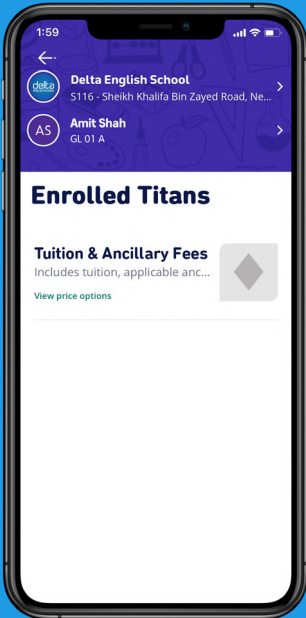 1:59
delta
Delta English School
S116 - Sheikh Khalifa Bin Zayed Road, Ne...
AS
Amit Shah
GL 01 A
Enrolled Titans
Tuition & Ancillary Fees
Includes tuition, applicable anc...
View price options